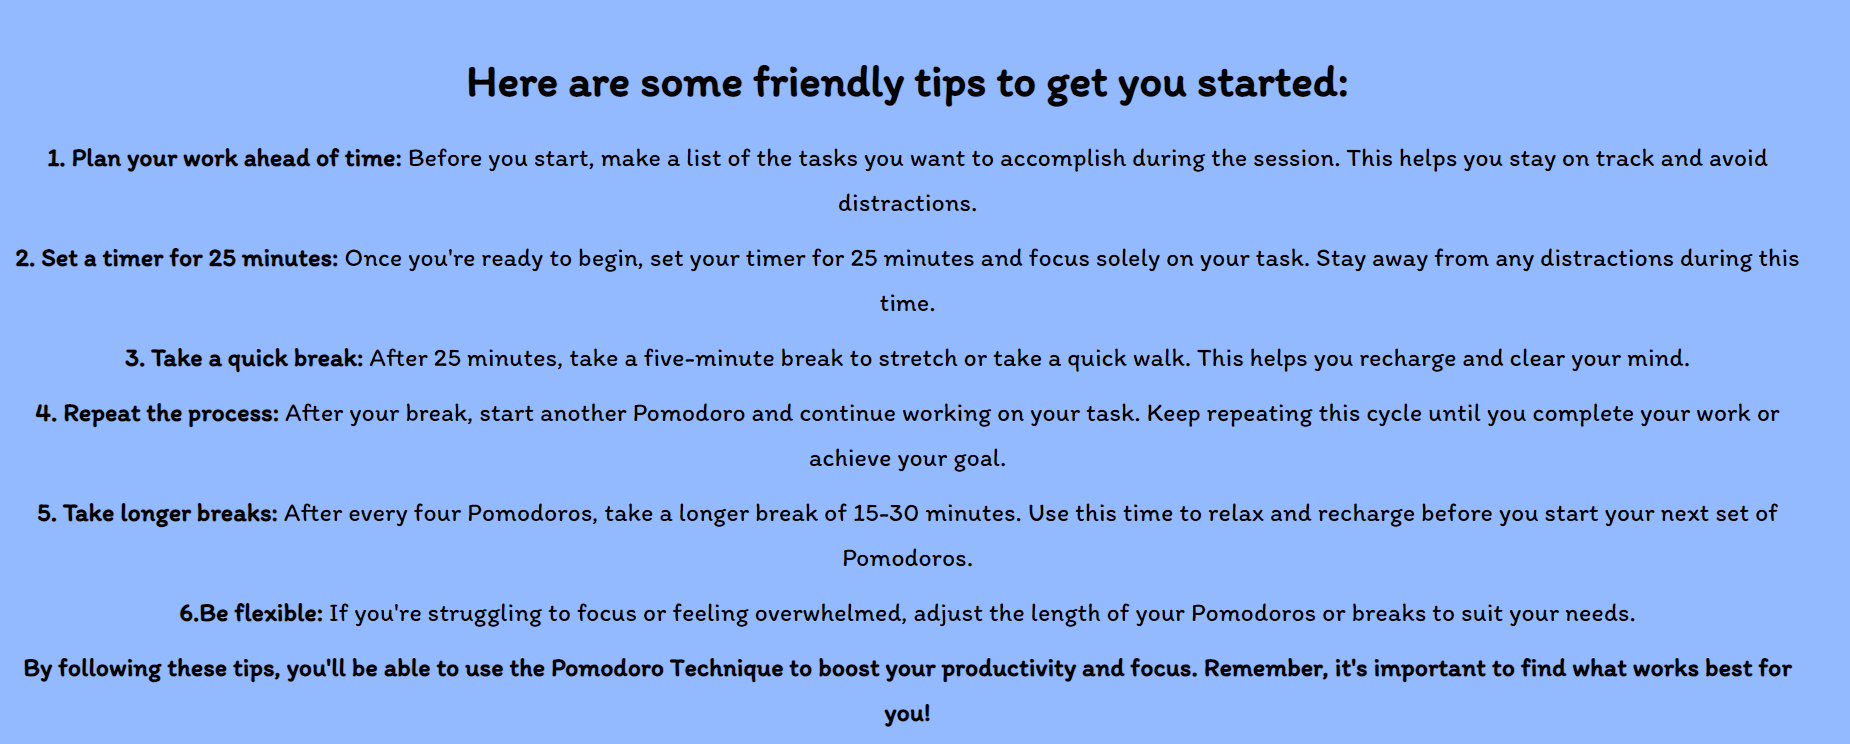 Here are some friendly tips to get you started:
1. Plan your work ahead of time: Before you start, make a list of the tasks you want to accomplish during the session. This helps you stay on track and avoid
distractions.
2. Set a timer for 25 minutes: Once you're ready to begin, set your timer for 25 minutes and focus solely on your task. Stay away from any distractions during this
time.
3. Take a quick break: After 25 minutes, take a five-minute break to stretch or take a quick walk. This helps you recharge and clear your mind.
4. Repeat the process: After your break, start another Pomodoro and continue working on your task. Keep repeating this cycle until you complete your work or
achieve your goal.
5. Take longer breaks: After every four Pomodoros, take a longer break of 15-30 minutes. Use this time to relax and recharge before you start your next set of
Pomodoros.
6.Be flexible: If you're struggling to focus or feeling overwhelmed, adjust the length of your Pomodoros or breaks to suit your needs.
By following these tips, you'll be able to use the Pomodoro Technique to boost your productivity and focus. Remember, it's important to find what works best for
you!